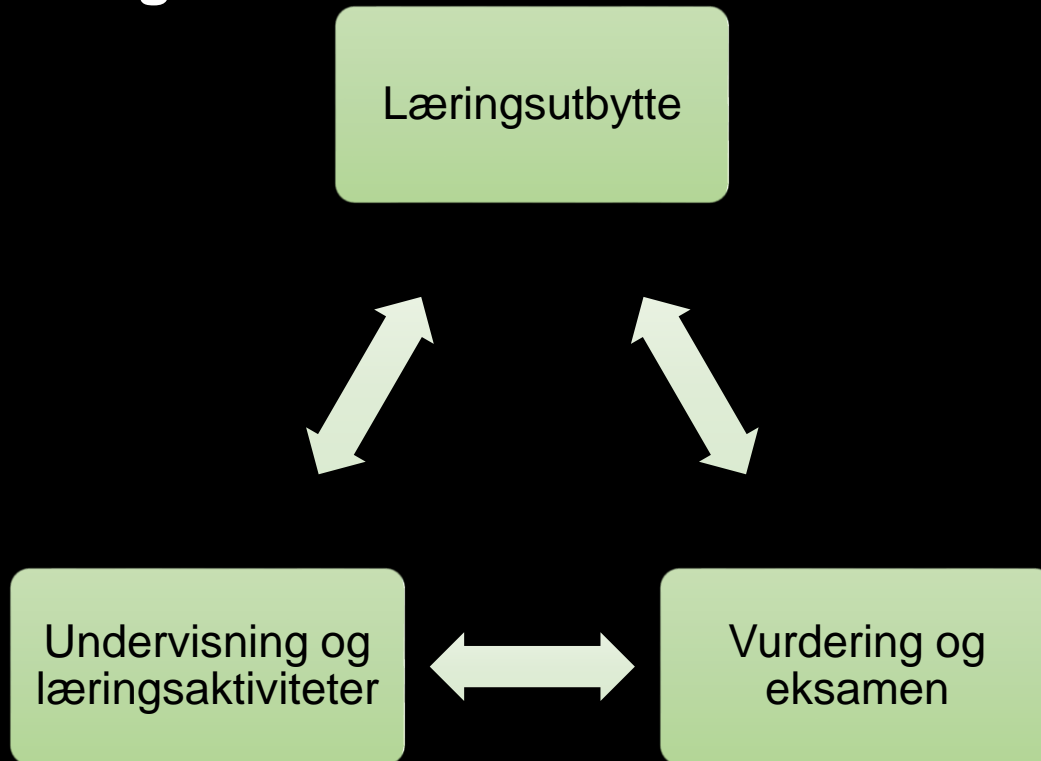 Læringsutbytte
Undervisning og
læringsaktiviteter
Vurdering og
eksamen